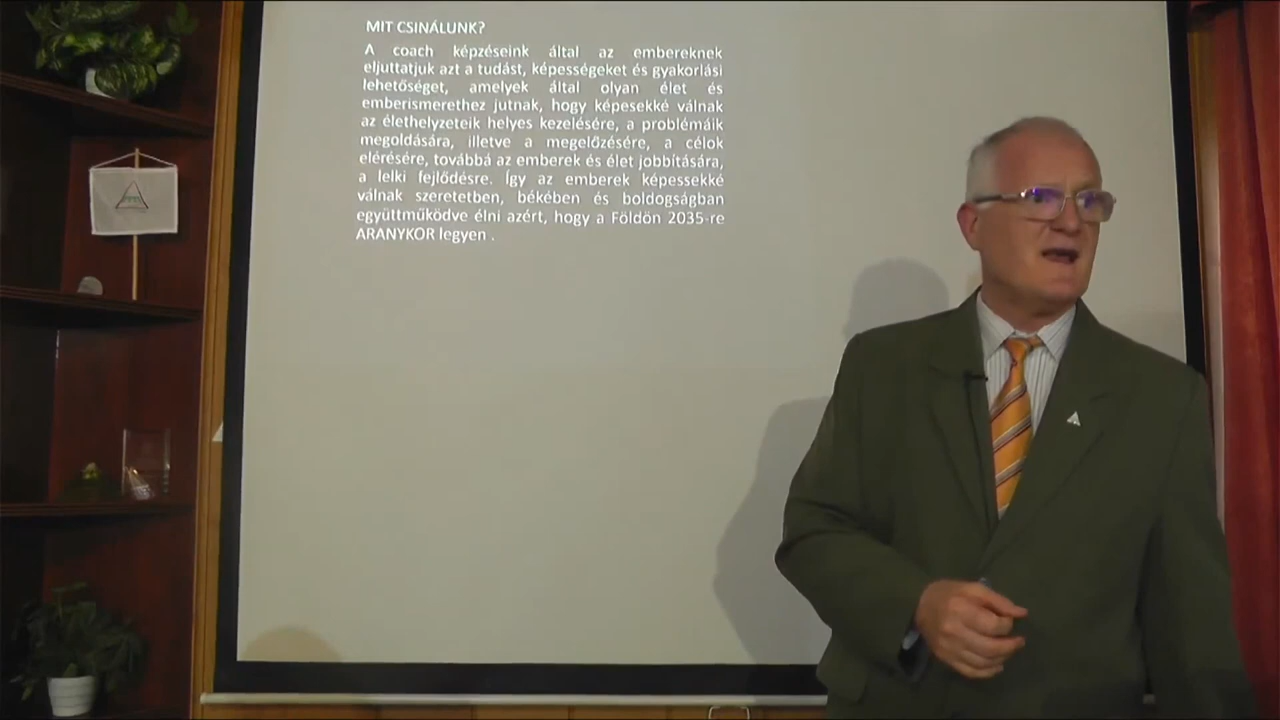 MIT CSINÁLUNK?
A coach képzéseink által az embereknek
eljuttatjuk azt a tudást, képességeket és gyakorlási
lehetőséget, amelyek által olyan élet és
emberismerethez jutnak, hogy képesekké válnak
az élethelyzeteik helyes kezelésére, a problémáik
megoldására, illetve a megelőzésére, a célok
elérésére, továbbá az emberek és élet jobbítására,
a lelki fejlődésre. Így az emberek képessekké
válnak szeretetben, békében és boldogságban
együttműködve élni azért, hogy a Földön 2035-re
ARANYKOR legyen .